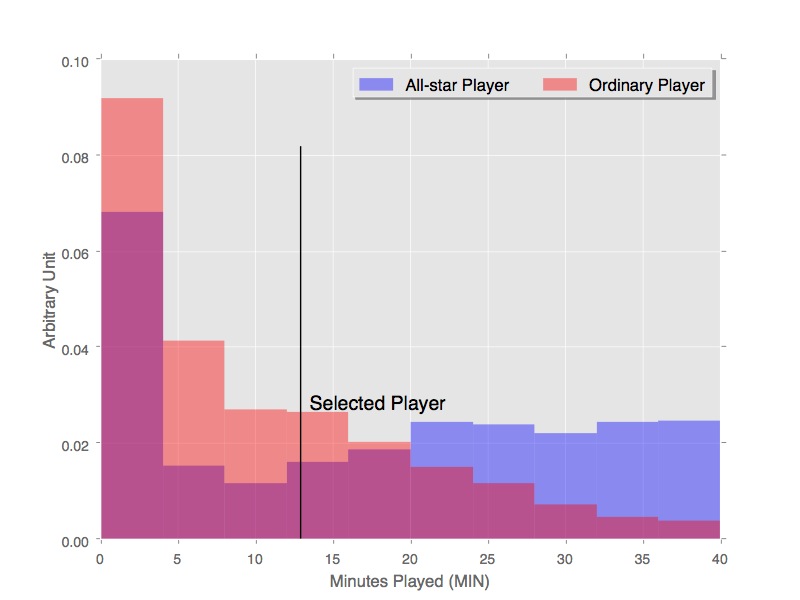 0.10
0.08
0.06
0.04
0.02
0.00
Arbitrary Unit
All-star Player Ordinary Player
Selected Player
0 5 10 15 20 25 30 35 40
Minutes Played (MIN)